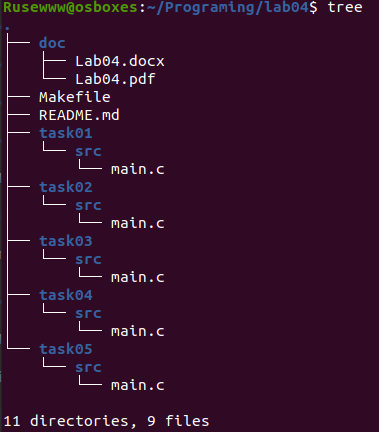 Rusewww@osboxes:~/Programing/lab04$ tree
.
├── doc
│   ├── Lab04.docx
│   └── Lab04.pdf
├── Makefile
├── README.md
├── task01
│   └── src
│       └── main.c
├── task02
│   └── src
│       └── main.c
├── task03
│   └── src
│       └── main.c
├── task04
│   └── src
│       └── main.c
└── task05
    └── src
        └── main.c
11 directories, 9 files